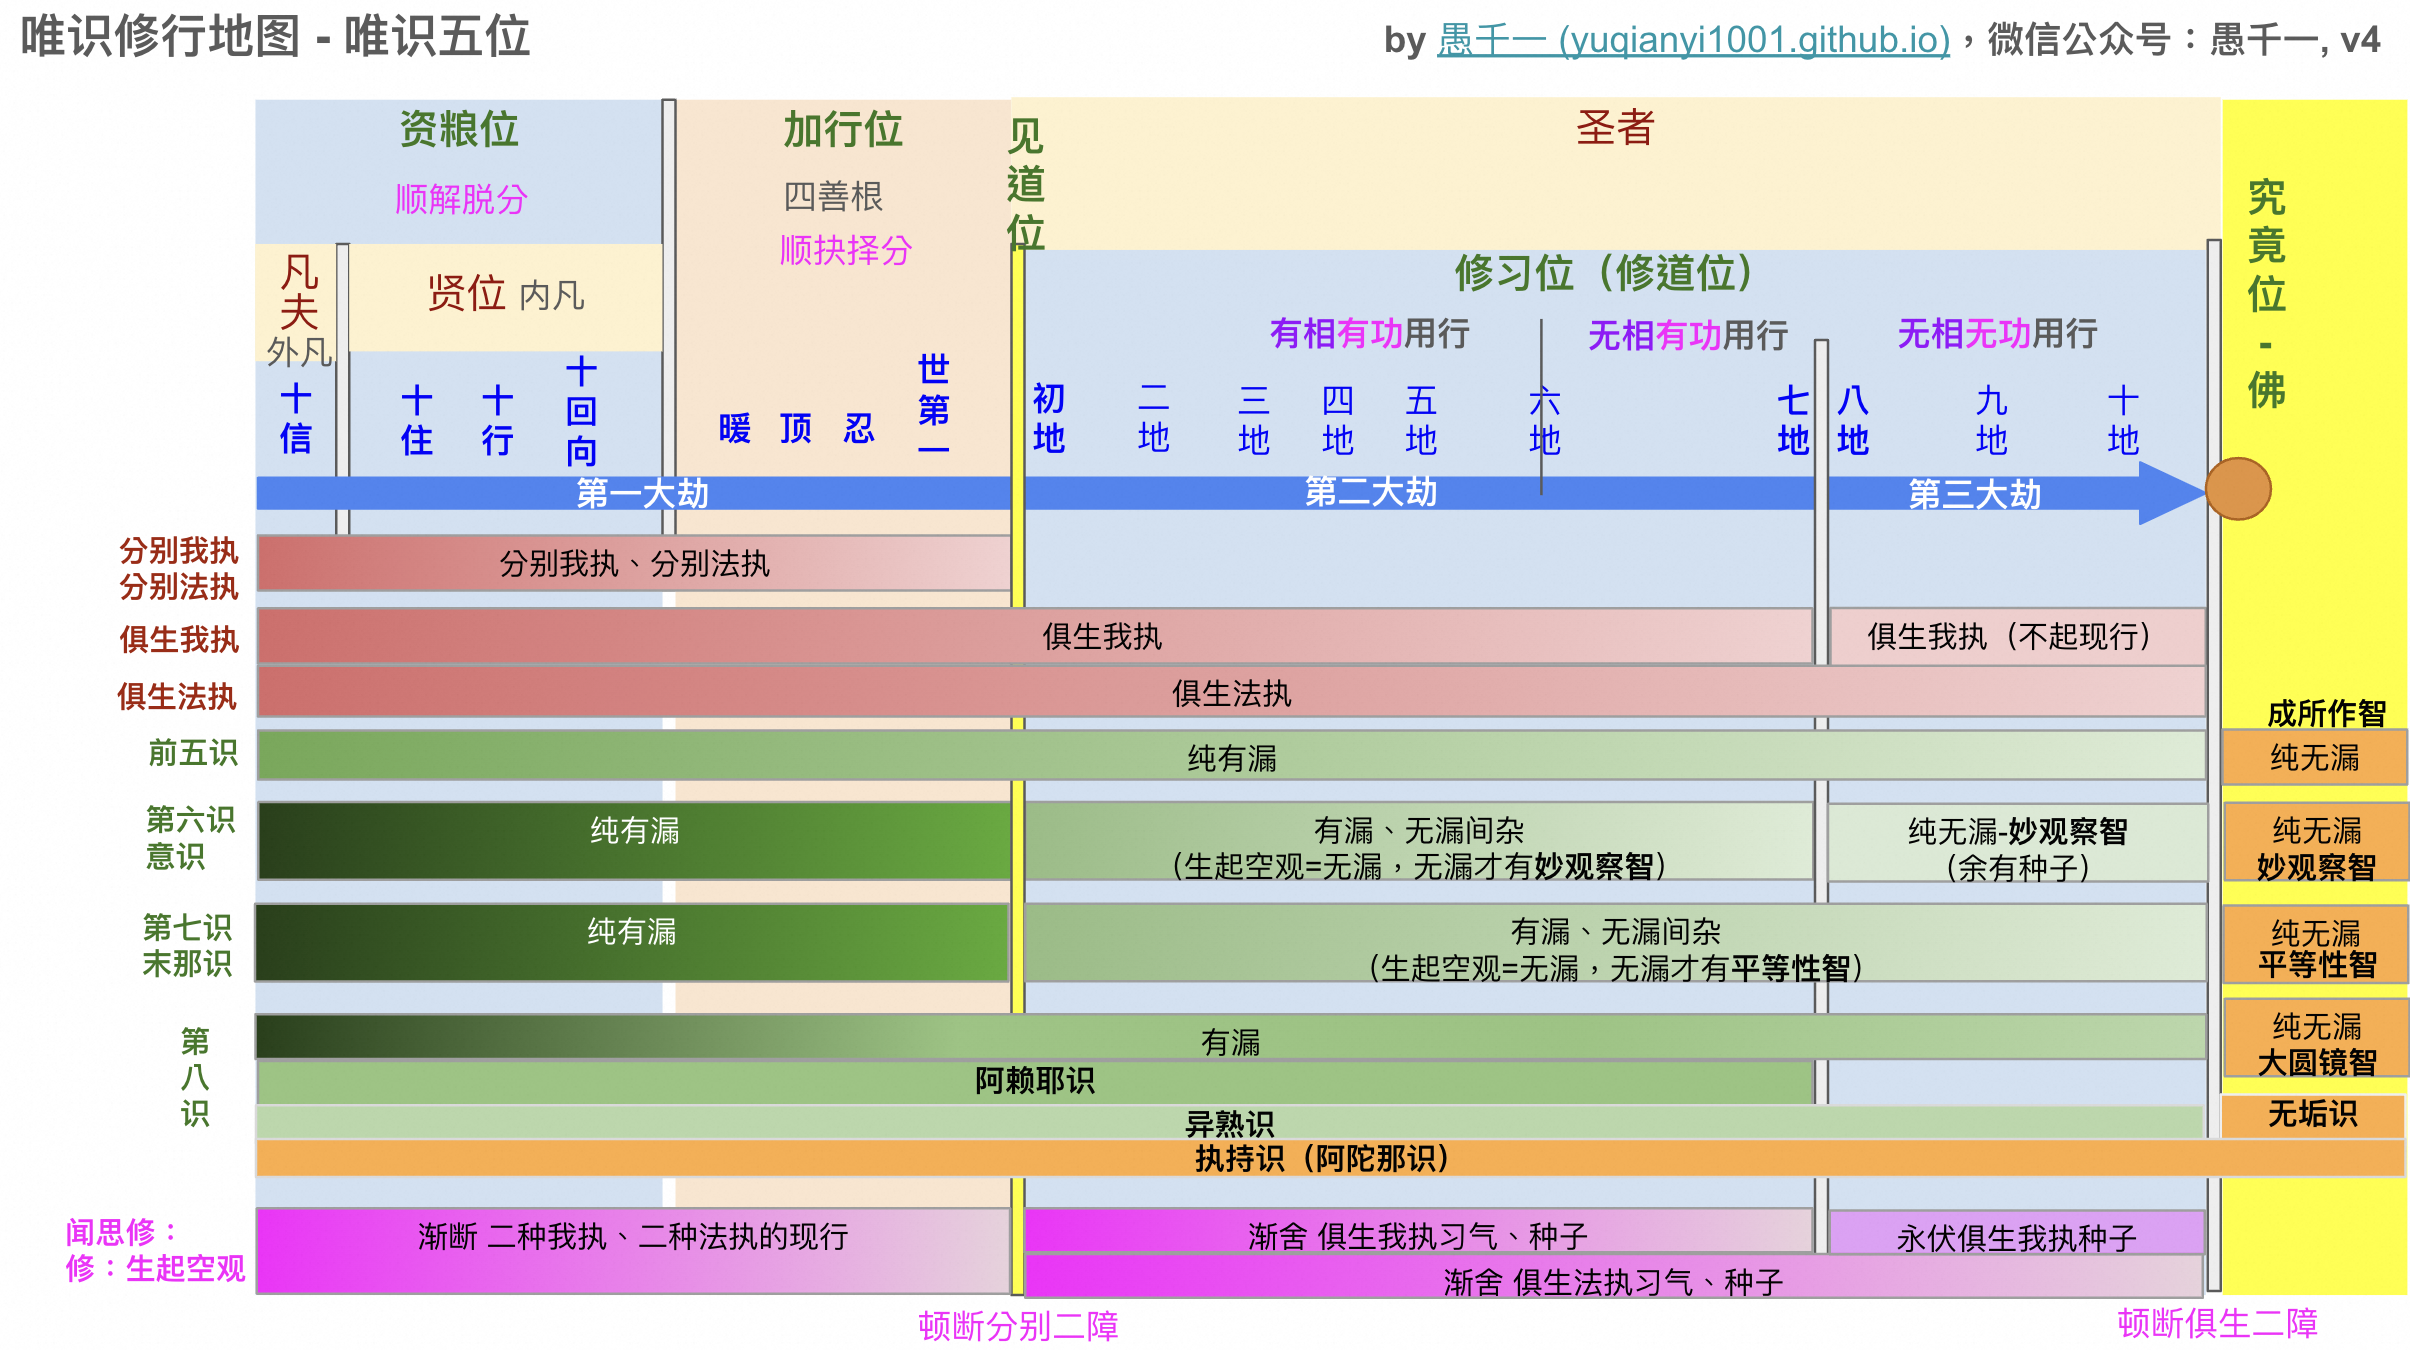 唯识修行地图 - 唯识五位
by 愚千一 (yuqianyi1001.github.io)，微信公众号：愚千一, v4
资粮位
顺解脱分
加行位
四善根
顺抉择分
见道位
圣者
究竟位-佛
凡夫
外凡
贤位 内凡
修习位（修道位）
有相有功用行
无相有功用行
无相无功用行
十信
十住
十行
十回向
暖
顶
忍
世第一
初地
二地
三地
四地
五地
六地
七地
八地
九地
十地
第一大劫
第二大劫
第三大劫
分别我执
分别法执
分别我执、分别法执
俱生我执
俱生我执
俱生我执（不起现行）
俱生法执
俱生法执
成所作智
前五识
纯有漏
纯无漏
第六识
意识
纯有漏
有漏、无漏间杂
（生起空观=无漏，无漏才有妙观察智）
纯无漏-妙观察智
（余有种子）
纯无漏
妙观察智
第七识
末那识
纯有漏
有漏、无漏间杂
（生起空观=无漏，无漏才有平等性智）
纯无漏
平等性智
第八识
有漏
纯无漏
大圆镜智
阿赖耶识
异熟识
无垢识
执持识（阿陀那识）
闻思修：
修：生起空观
渐断 二种我执、二种法执的现行
渐舍 俱生我执习气、种子
永伏俱生我执种子
渐舍 俱生法执习气、种子
顿断分别二障
顿断俱生二障